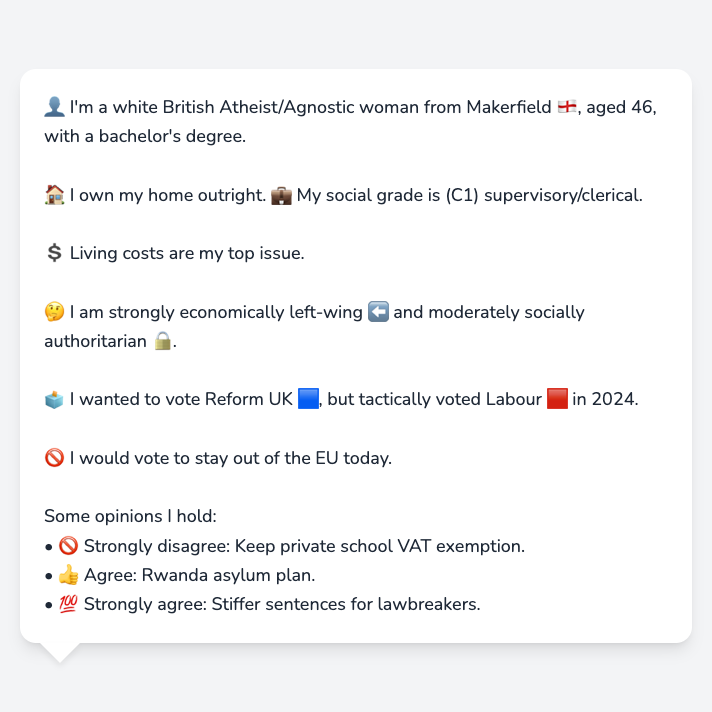 👤 I'm a white British Atheist/Agnostic woman from Makerfield 🏴󠁧󠁢󠁥󠁮󠁧󠁿, aged 46,
with a bachelor's degree.
🏠 I own my home outright. 💼 My social grade is (C1) supervisory/clerical.
💲 Living costs are my top issue.
🤔 I am strongly economically left-wing ⬅️ and moderately socially
authoritarian 🔒.
🗳️ I wanted to vote Reform UK 🟦, but tactically voted Labour 🟥 in 2024.
🚫 I would vote to stay out of the EU today.
Some opinions I hold:
• 🚫 Strongly disagree: Keep private school VAT exemption.
• 👍 Agree: Rwanda asylum plan.
• 💯 Strongly agree: Stiffer sentences for lawbreakers.